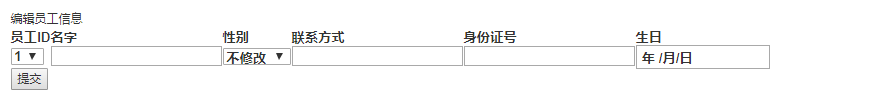 编辑员工信息
员工ID名字 性别 联系方式 身份证号 生日
1 不修改 年 /月/日
提交